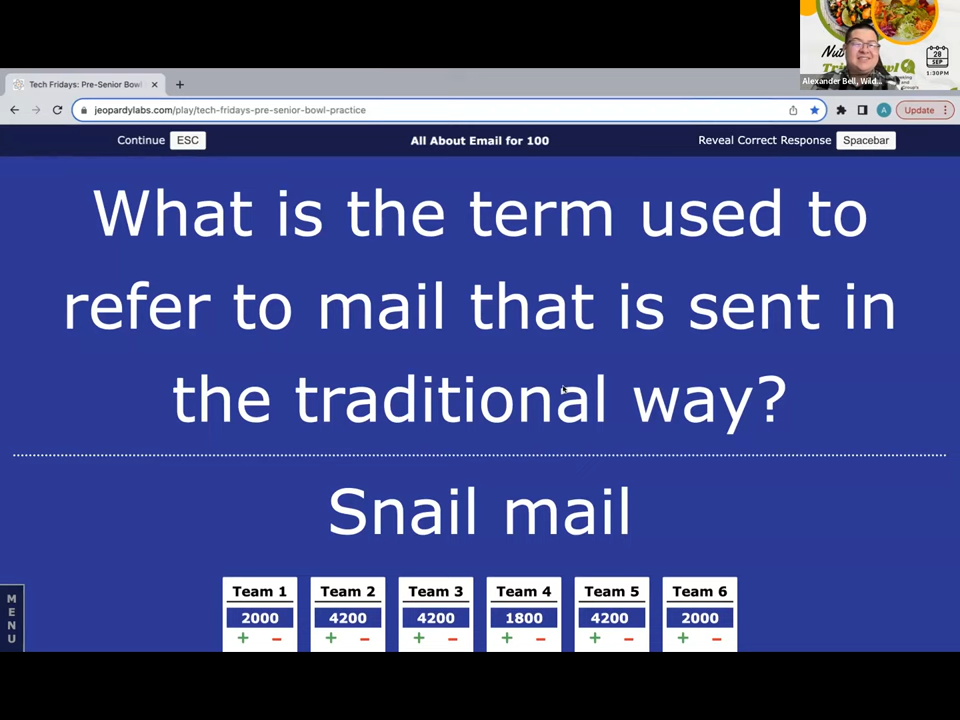 Tech Fridays: Pre-Senior Bowl
jeopardylabs.com/play/tech-fridays-pre-senior-bowl-practice
A
Update
Alexander Bell, Wild...
28
SEP
1:30PM
Continue ESC
All About Email for 100
Reveal Correct Response Spacebar
What is the term used to
refer to mail that is sent in
the traditional way?
Snail mail
MENU
Team 1 Team 2 Team 3 Team 4 Team 5 Team 6
2000 4200 4200 1800 4200 2000
+ − + − + − + − + − + −